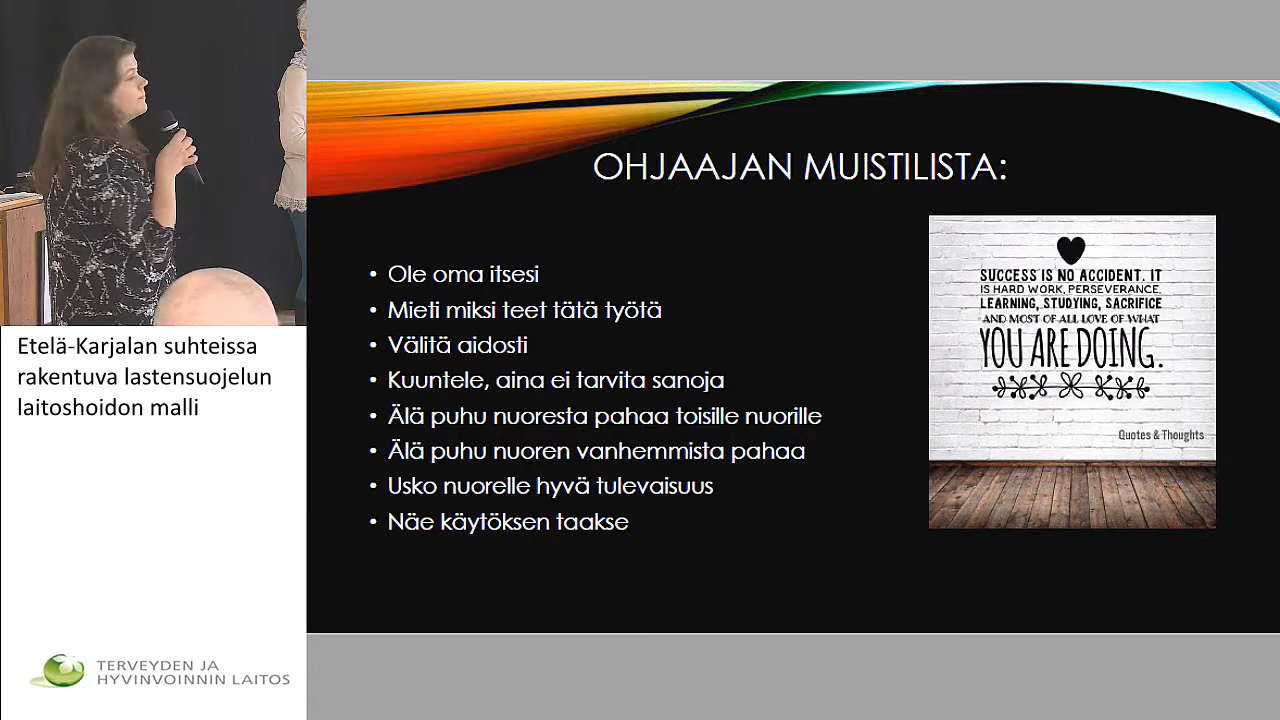 OHJAAJAN MUISTILISTA:
• Ole oma itsesi
• Mieti miksi teet tätä työtä
• Välitä aidosti
• Kuuntele, aina ei tarvita sanoja
• Älä puhu nuoresta pahaa toisille nuorille
• Älä puhu nuoren vanhemmista pahaa
• Usko nuorelle hyvä tulevaisuus
• Näe käytöksen taakse
SUCCESS IS NO ACCIDENT. IT
IS HARD WORK, PERSEVERANCE,
LEARNING, STUDYING, SACRIFICE
AND MOST OF ALL LOVE OF WHAT
YOU ARE DOING.
Quotes & Thoughts
Etelä-Karjalan suhteissa
rakentuva lastensuojelun
laitoshoidon malli
TERVEYDEN JA
HYVINVOINNIN LAITOS